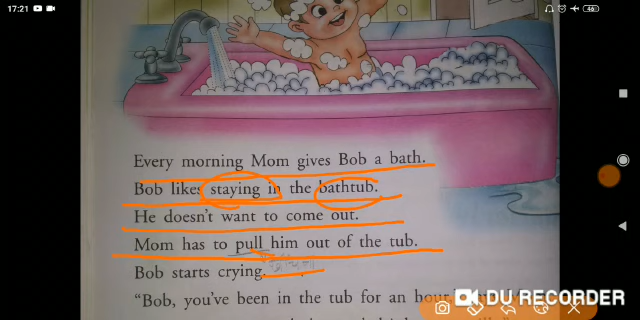 17:21
46
Every morning Mom gives Bob a bath.
Bob likes staying in the bathtub.
He doesn't want to come out.
Mom has to pull him out of the tub.
Bob starts crying.
"Bob, you've been in the tub for an hour
DU RECORDER